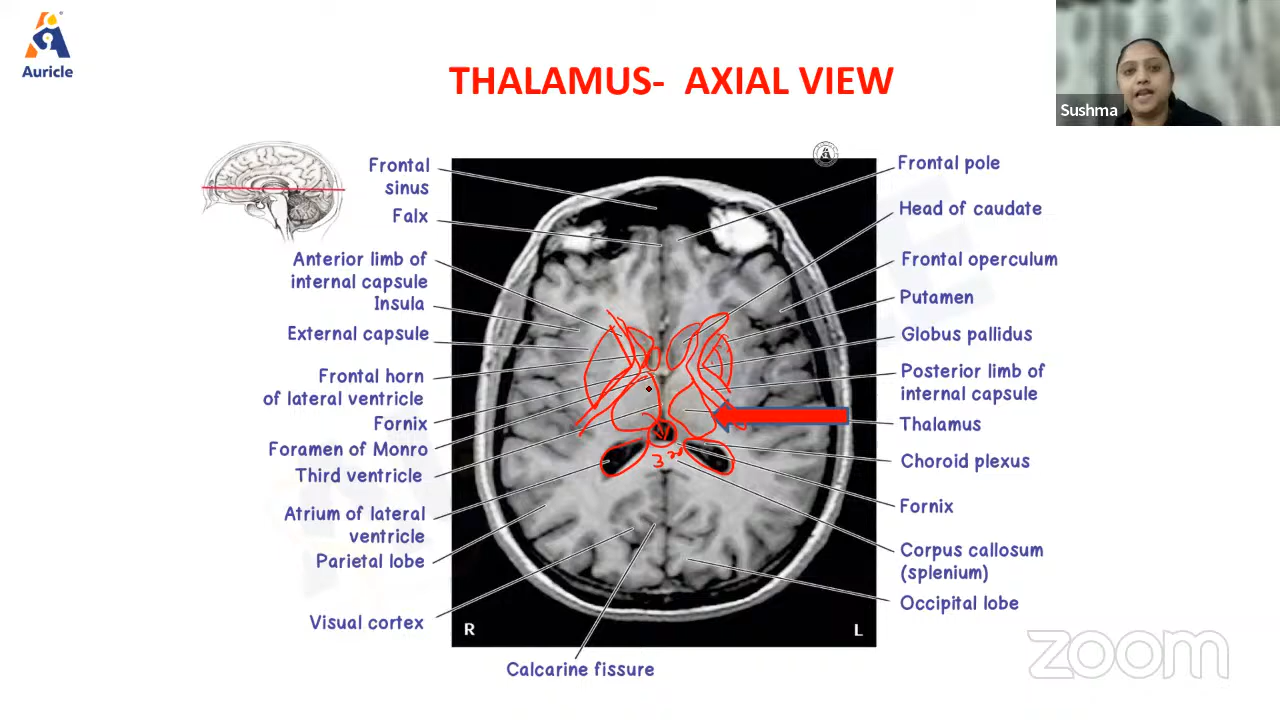 Auricle
THALAMUS- AXIAL VIEW
Sushma
Frontal
sinus
Falx
Anterior limb of
internal capsule
Insula
External capsule
Frontal horn
of lateral ventricle
Fornix
Foramen of Monro
Third ventricle
Atrium of lateral
ventricle
Parietal lobe
Visual cortex
Calcarine fissure
Frontal pole
Head of caudate
Frontal operculum
Putamen
Globus pallidus
Posterior limb of
internal capsule
Thalamus
Choroid plexus
Fornix
Corpus callosum
(splenium)
Occipital lobe
3rd
R
L
zoom